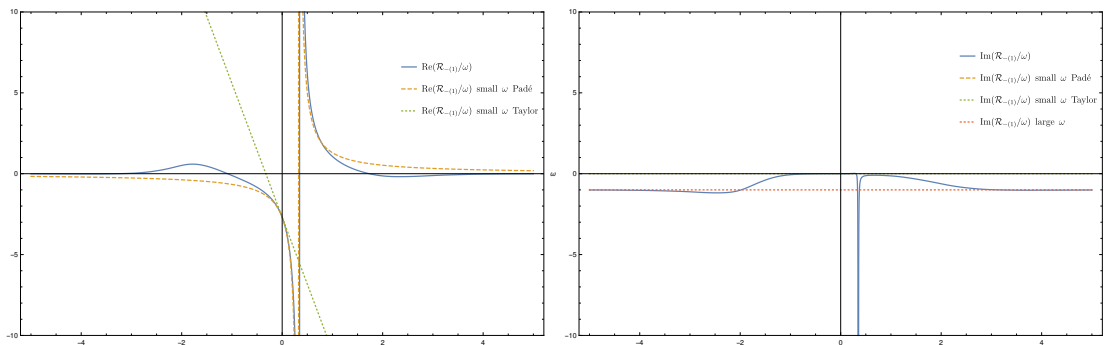 10
5
0
−5
−10
−4
−2
0
2
4
Re(ℛ₋₍₁₎/ω)
Re(ℛ₋₍₁₎/ω) small ω Padé
Re(ℛ₋₍₁₎/ω) small ω Taylor
ω
10
5
0
−5
−10
−4
−2
0
2
4
Im(ℛ₋₍₁₎/ω)
Im(ℛ₋₍₁₎/ω) small ω Padé
Im(ℛ₋₍₁₎/ω) small ω Taylor
Im(ℛ₋₍₁₎/ω) large ω